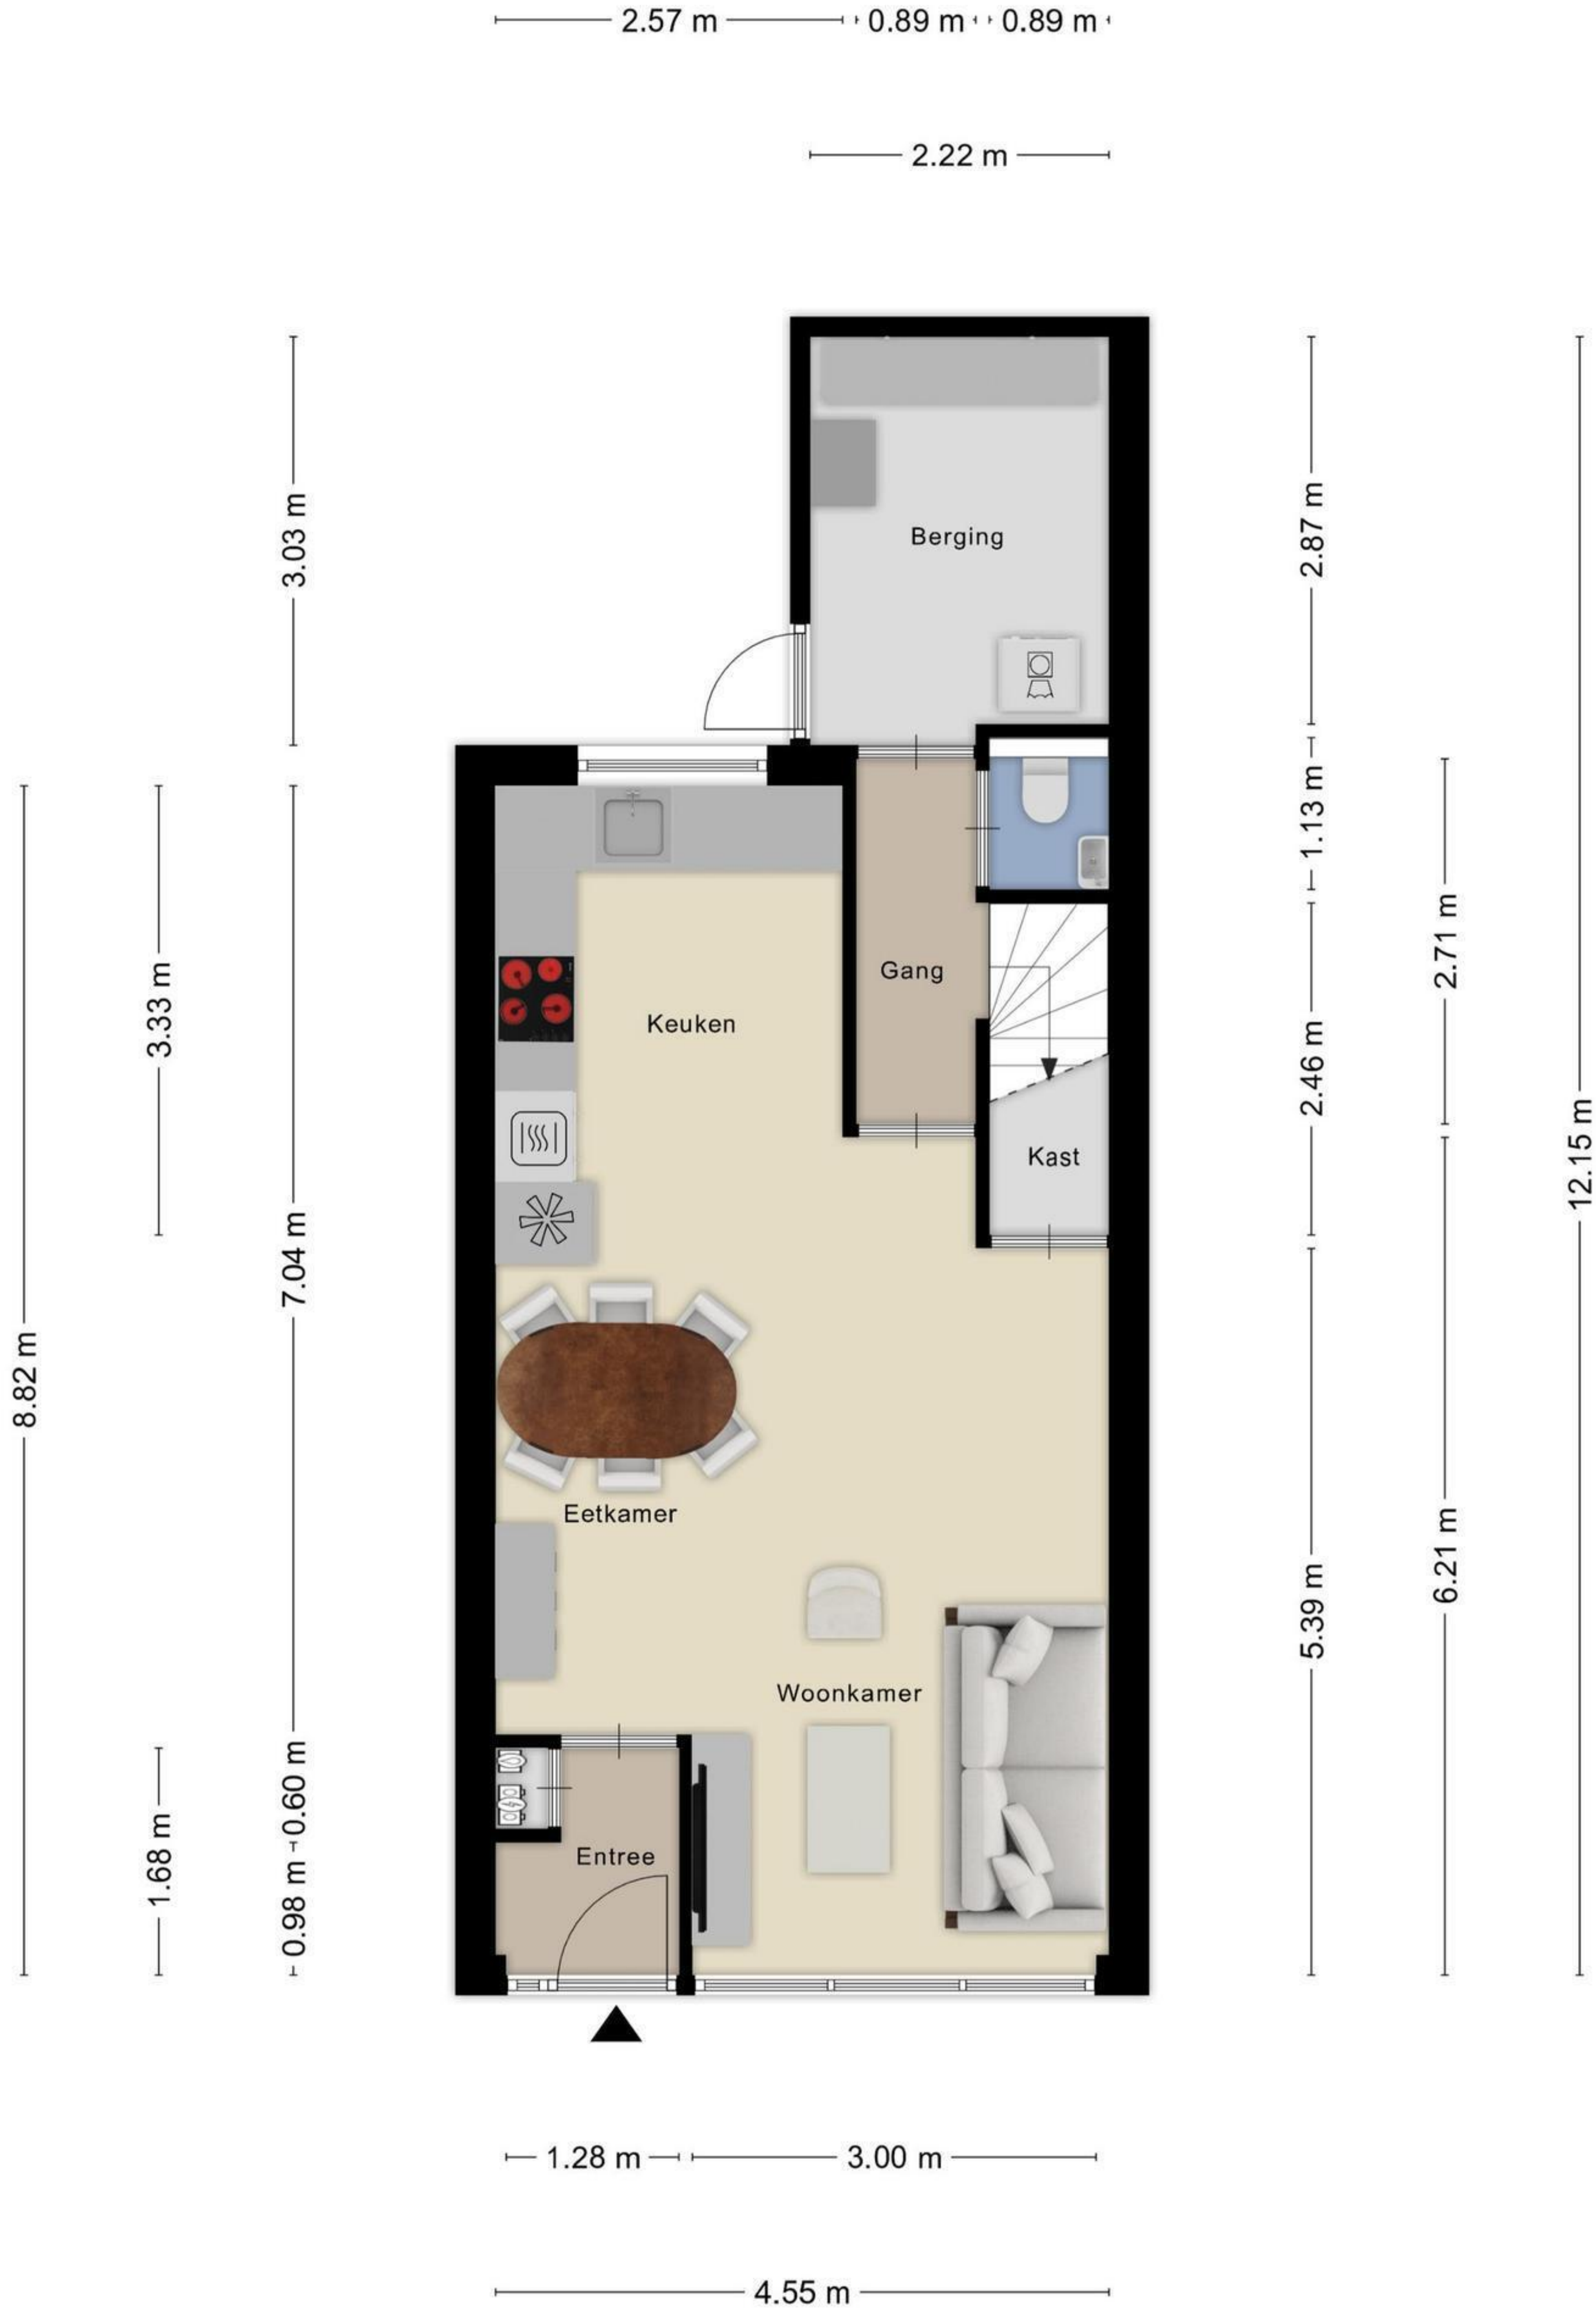 2.57 m 0.89 m 0.89 m
2.22 m
3.03 m
2.87 m
Berging
1.13 m
2.71 m
Gang
3.33 m
Keuken
2.46 m
12.15 m
Kast
7.04 m
8.82 m
Eetkamer
6.21 m
5.39 m
Woonkamer
0.60 m
1.68 m
Entree
0.98 m
1.28 m 3.00 m
4.55 m